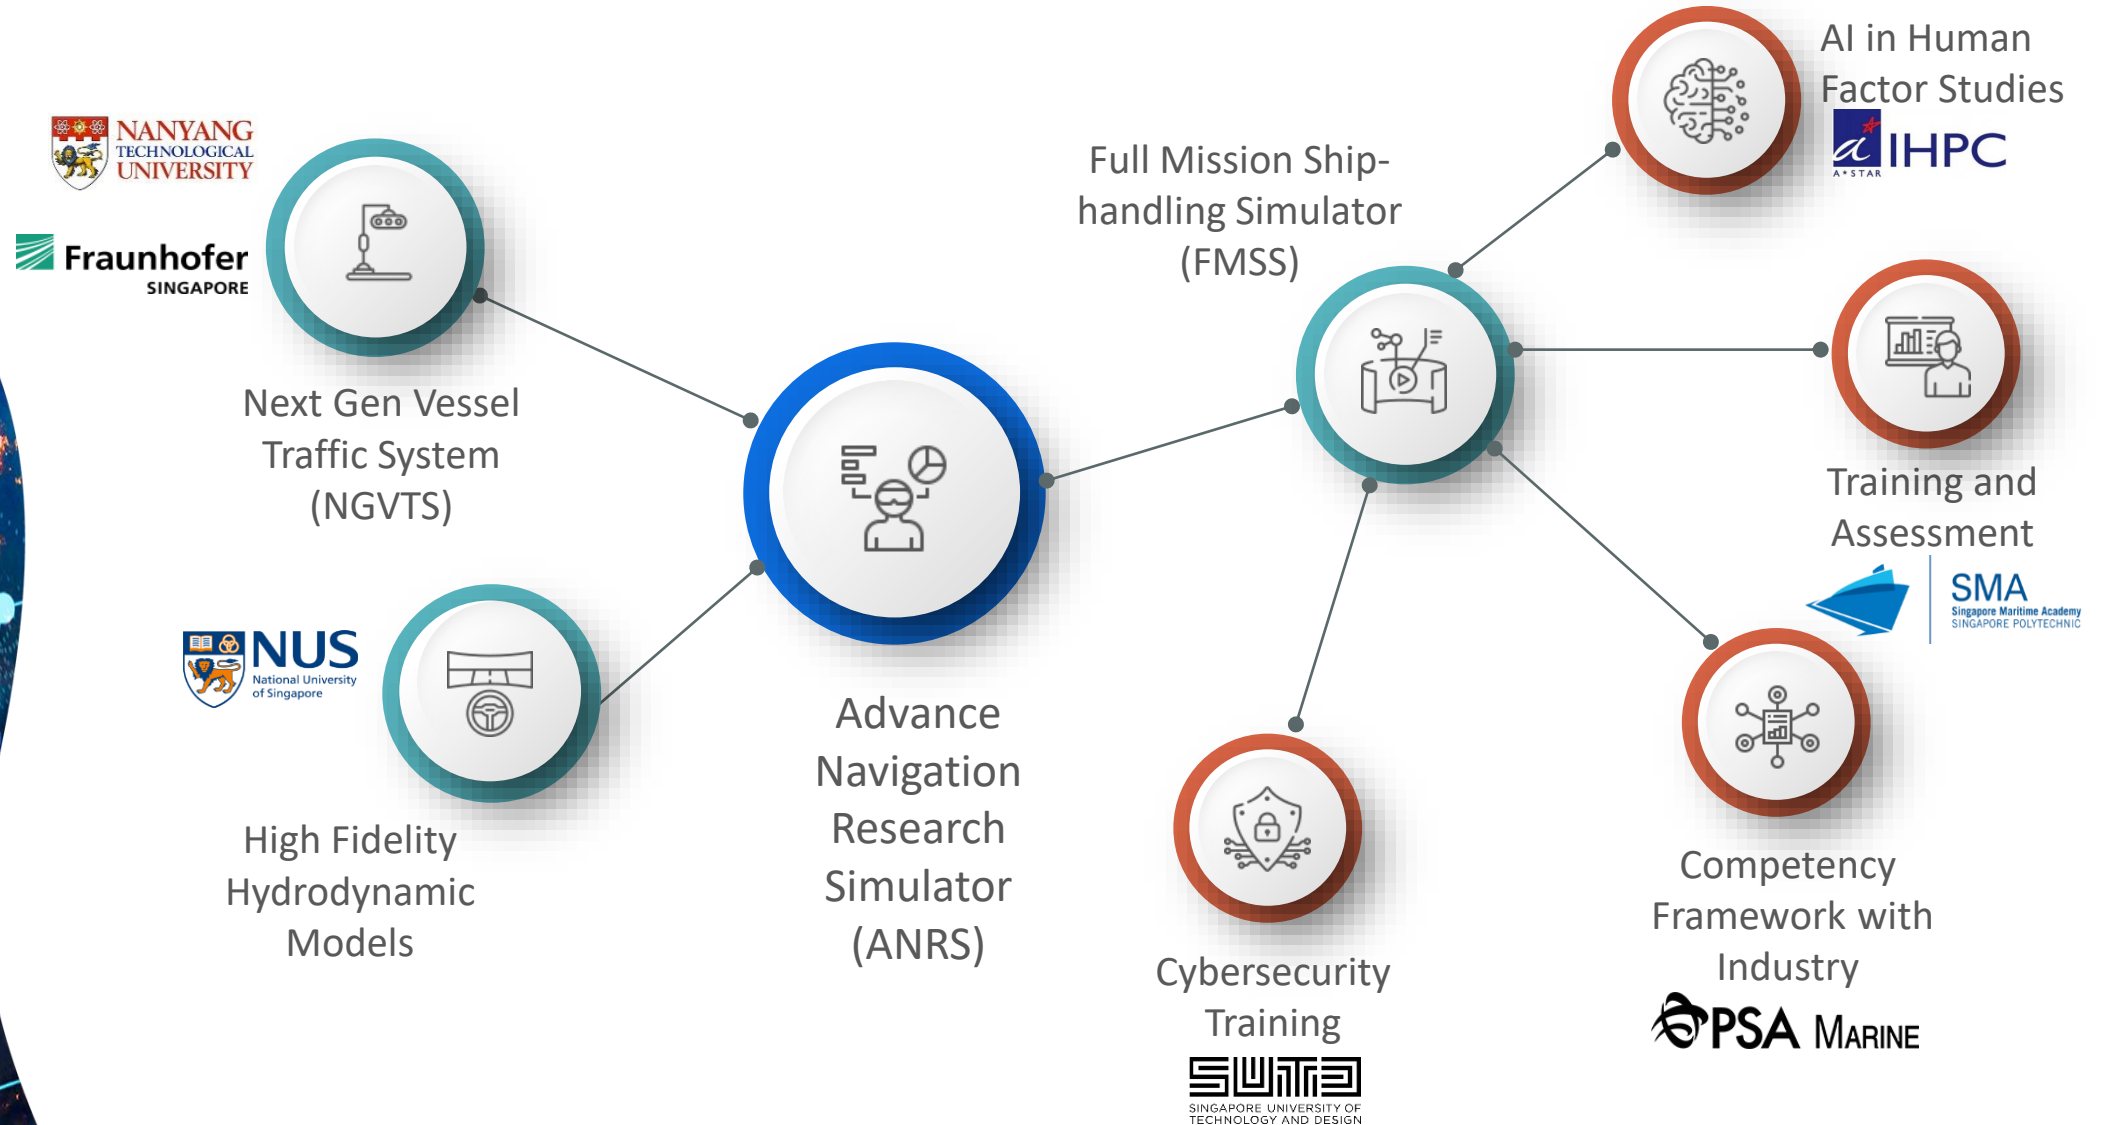 NANYANG
TECHNOLOGICAL
UNIVERSITY
Fraunhofer
SINGAPORE
Next Gen Vessel
Traffic System
(NGVTS)
NUS
National University
of Singapore
High Fidelity
Hydrodynamic
Models
Advance
Navigation
Research
Simulator
(ANRS)
Full Mission Ship-
handling Simulator
(FMSS)
AI in Human
Factor Studies
a
A*STAR
IHPC
Training and
Assessment
SMA
Singapore Maritime Academy
SINGAPORE POLYTECHNIC
Competency
Framework with
Industry
PSA MARINE
Cybersecurity
Training
SUTD
SINGAPORE UNIVERSITY OF
TECHNOLOGY AND DESIGN